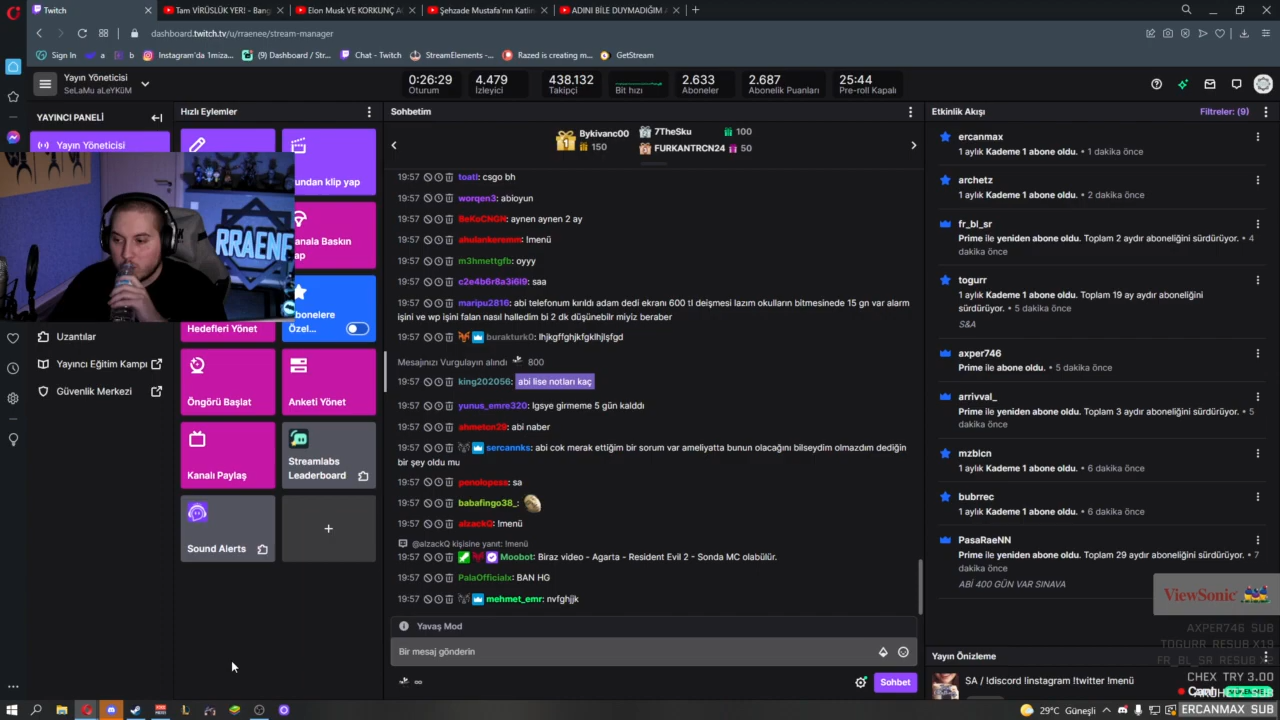 Twitch
Tam VİRÜSLÜK YER! - Bang
Elon Musk VE KORKUNÇ A
Şehzade Mustafa'nın Katlin
ADINI BİLE DUYMADIĞIM A
dashboard.twitch.tv/u/rraenee/stream-manager
Sign In
a
b
Instagram'da 1miza...
(9) Dashboard / Str...
Chat - Twitch
StreamElements -...
Razed is creating m...
GetStream
Yayın Yöneticisi
SeLaMu aLeYKüM
0:26:29
Oturum
4.479
İzleyici
438.132
Takipçi
Bit hızı
2.633
Aboneler
2.687
Abonelik Puanları
25:44
Pre-roll Kapalı
YAYINCI PANELİ
Yayın Yöneticisi
Uzantılar
Yayıncı Eğitim Kampı
Güvenlik Merkezi
RRAENE
Hızlı Eylemler
undan klip yap
anala Baskın
ap
Hedefleri Yönet
bonelere
Özel...
Öngörü Başlat
Anketi Yönet
Kanalı Paylaş
Streamlabs
Leaderboard
Sound Alerts
Sohbetim
1
Bykivanc00
150
7TheSku 100
FURKANTRCN24 50
19:57 toatl: csgo bh
19:57 worqen3: abioyun
19:57 BeKoCNGN: aynen aynen 2 ay
19:57 ahulankeremm: !menü
19:57 m3hmettgfb: oyyy
19:57 c2e4b6r8a3i6l9: saa
19:57 maripu2816: abi telefonum kırıldı adam dedi ekranı 600 tl deişmesi lazım okulların bitmesinede 15 gn var alarm
işini ve wp işini falan nasıl halledim bi 2 dk düşünebilir miyiz beraber
19:57 burakturk0: lhjkgffghjkfgklhjlsfgd
Mesajınızı Vurgulayın alındı 800
19:57 king202056: abi lise notları kaç
19:57 yunus_emre320: lgsye girmeme 5 gün kalddı
19:57 ahmeton29: abi naber
19:57 sercannks: abi cok merak ettiğim bir sorum var ameliyatta bunun olacağını bilseydim olmazdım dediğin
bir şey oldu mu
19:57 penolopess: sa
19:57 babafingo38_:
19:57 alzackQ: !menü
@alzackQ kişisine yanıt: !menü
19:57 Moobot: Biraz video - Agarta - Resident Evil 2 - Sonda MC olabülür.
19:57 PalaOfficialx: BAN HG
19:57 mehmet_emr: nvfghjjk
Yavaş Mod
Bir mesaj gönderin
∞
Sohbet
Etkinlik Akışı
Filtreler: (9)
ercanmax
1 aylık Kademe 1 abone oldu. • 1 dakika önce
archetz
1 aylık Kademe 1 abone oldu. • 2 dakika önce
fr_bl_sr
Prime ile yeniden abone oldu. Toplam 2 aydır aboneliğini sürdürüyor. • 4
dakika önce
togurr
1 aylık Kademe 1 abone oldu. Toplam 19 ay aydır aboneliğini sürdürüyor
• 5 dakika önce
S&A
axper746
Prime ile abone oldu. • 5 dakika önce
arrivval_
Prime ile yeniden abone oldu. Toplam 3 aydır aboneliğini sürdürüyor. • 5
dakika önce
mzblcn
1 aylık Kademe 1 abone oldu. • 6 dakika önce
bubrrec
1 aylık Kademe 1 abone oldu. • 6 dakika önce
PasaRaeNN
Prime ile yeniden abone oldu. Toplam 29 aydır aboneliğini sürdürüyor. • 7
dakika önce
ABİ 400 GÜN VAR SINAVA
ViewSonic
AXPER746 SUB
TOGURR RESUB X19
FR_BL_SR RESUB X2
Yayın Önizleme
SA / !discord !instagram !twitter !menü
CHEX TRY 3.00
ERCANMAX SUB
29°C Güneşli